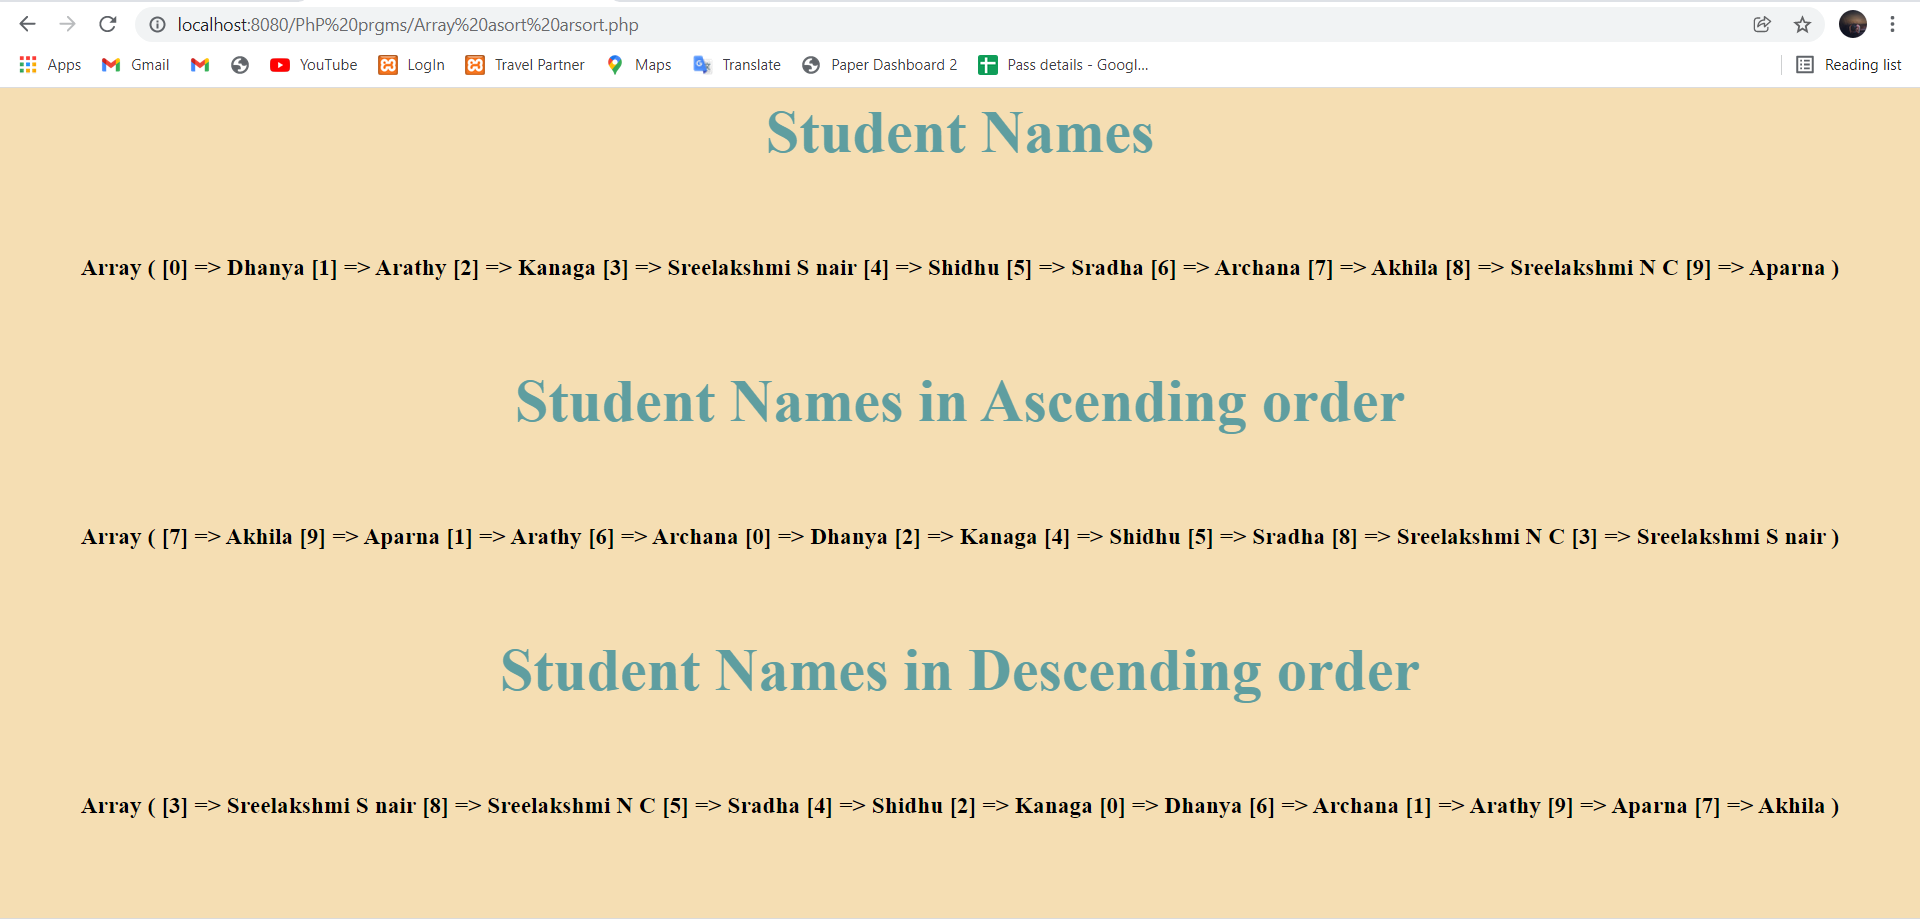 localhost:8080/PhP%20prgms/Array%20asort%20arsort.php
Apps Gmail YouTube LogIn Travel Partner Maps Translate Paper Dashboard 2 Pass details - Googl... Reading list
Student Names
Array ( [0] => Dhanya [1] => Arathy [2] => Kanaga [3] => Sreelakshmi S nair [4] => Shidhu [5] => Sradha [6] => Archana [7] => Akhila [8] => Sreelakshmi N C [9] => Aparna )
Student Names in Ascending order
Array ( [7] => Akhila [9] => Aparna [1] => Arathy [6] => Archana [0] => Dhanya [2] => Kanaga [4] => Shidhu [5] => Sradha [8] => Sreelakshmi N C [3] => Sreelakshmi S nair )
Student Names in Descending order
Array ( [3] => Sreelakshmi S nair [8] => Sreelakshmi N C [5] => Sradha [4] => Shidhu [2] => Kanaga [0] => Dhanya [6] => Archana [1] => Arathy [9] => Aparna [7] => Akhila )